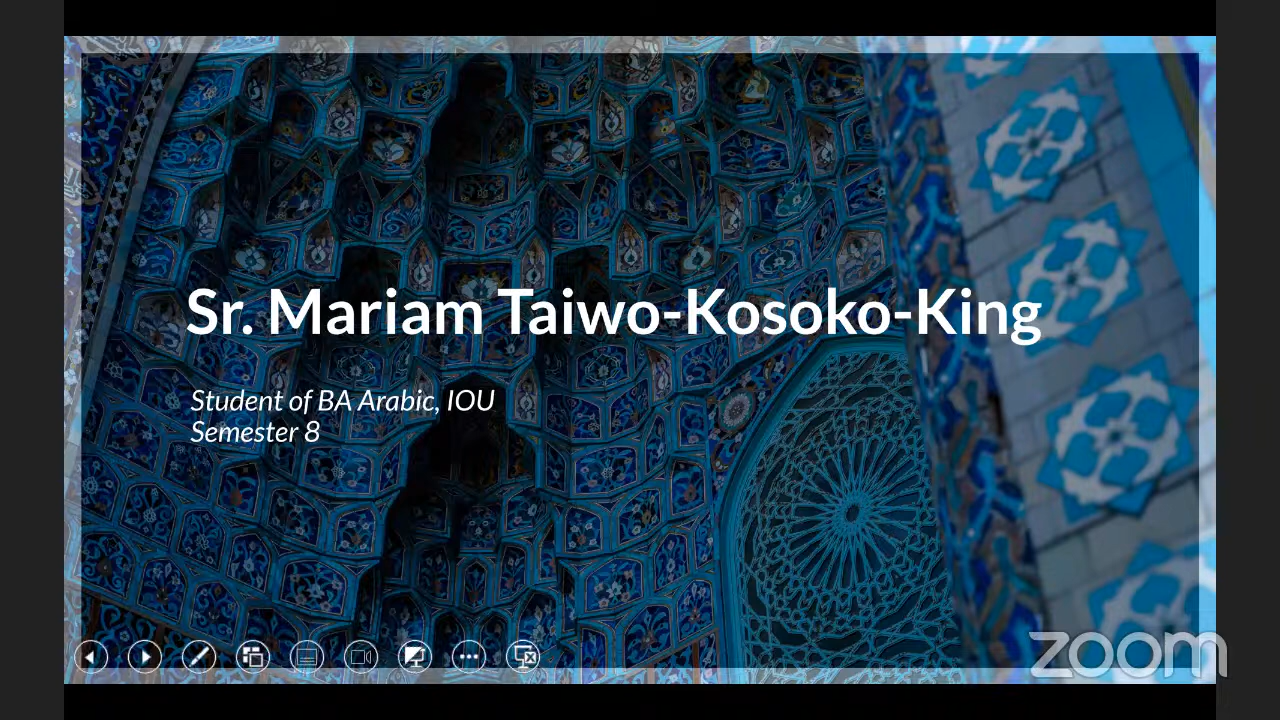 Sr. Mariam Taiwo-Kosoko-King
Student of BA Arabic, IOU
Semester 8
zoom